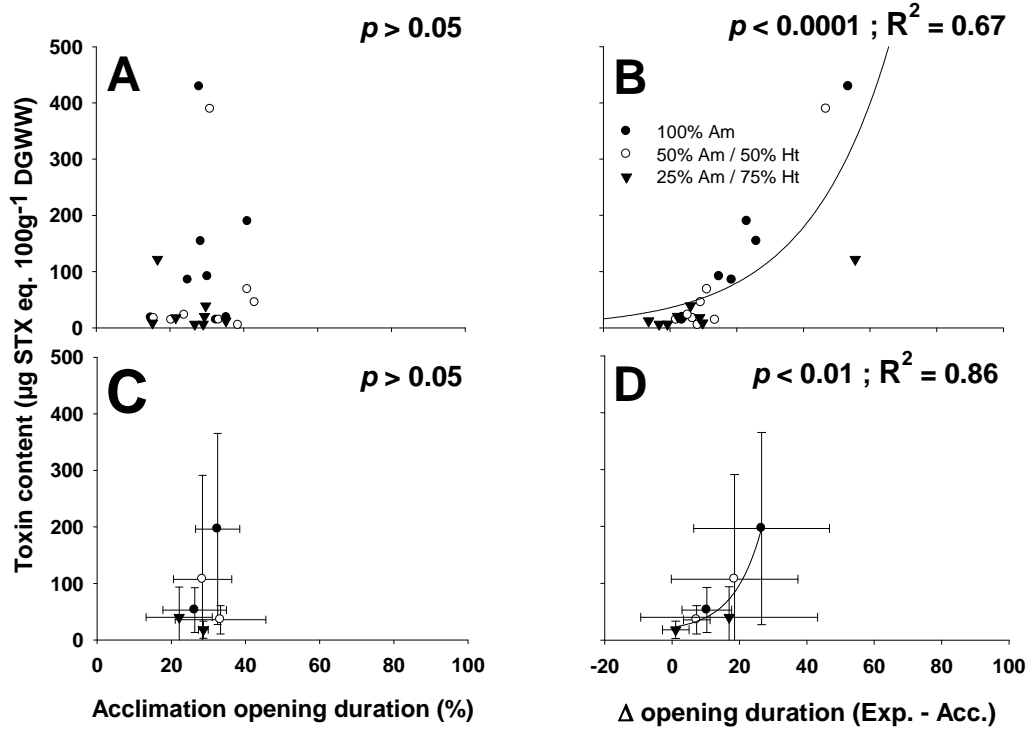 p > 0.05
p < 0.0001 ; R² = 0.67
500
400
300
200
100
0
A
B
100% Am
50% Am / 50% Ht
25% Am / 75% Ht
Toxin content (µg STX eq. 100g⁻¹ DGWW)
p > 0.05
p < 0.01 ; R² = 0.86
500
400
300
200
100
0
C
D
0 20 40 60 80 100
-20 0 20 40 60 80 100
Acclimation opening duration (%)
Δ opening duration (Exp. - Acc.)